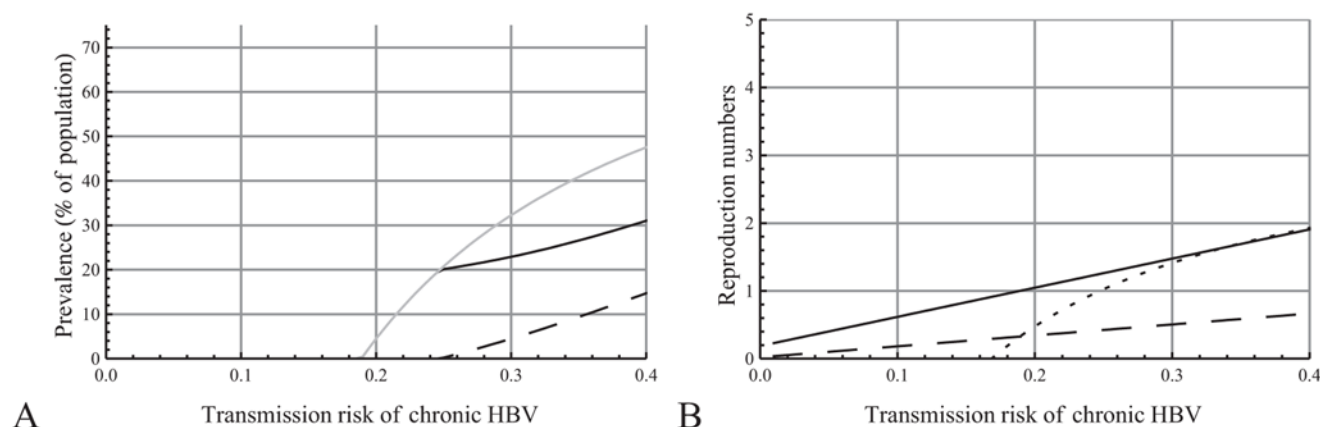 Prevalence (% of population)
70
60
50
40
30
20
10
0
0.0 0.1 0.2 0.3 0.4
A Transmission risk of chronic HBV
Reproduction numbers
5
4
3
2
1
0
0.0 0.1 0.2 0.3 0.4
B Transmission risk of chronic HBV